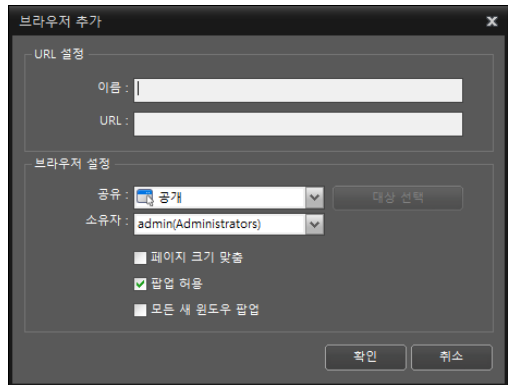 브라우저 추가
URL 설정
이름 :
URL :
브라우저 설정
공유 : 공개 대상 선택
소유자 : admin(Administrators)
페이지 크기 맞춤
팝업 허용
모든 새 윈도우 팝업
확인 취소